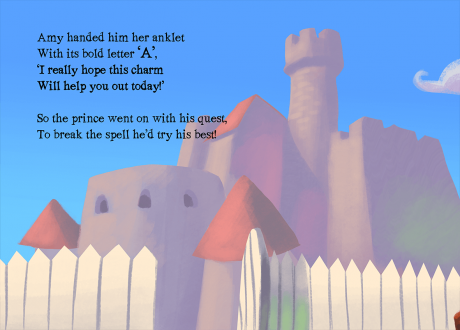 Amy handed him her anklet
With its bold letter ‘A’,
‘I really hope this charm
Will help you out today!’
So the prince went on with his quest,
To break the spell he’d try his best!